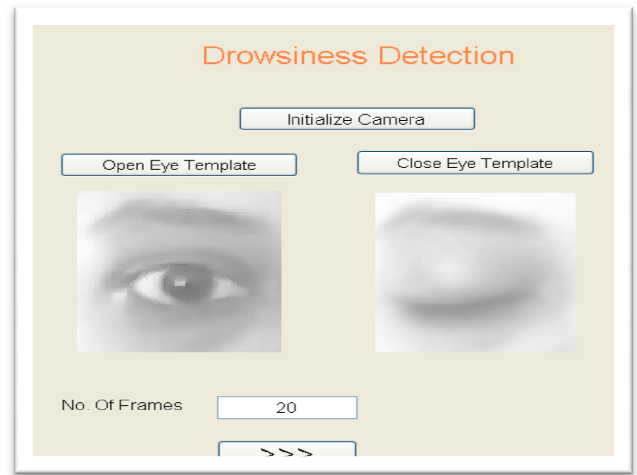 Drowsiness Detection
Initialize Camera
Open Eye Template
Close Eye Template
No. Of Frames
20
>>>